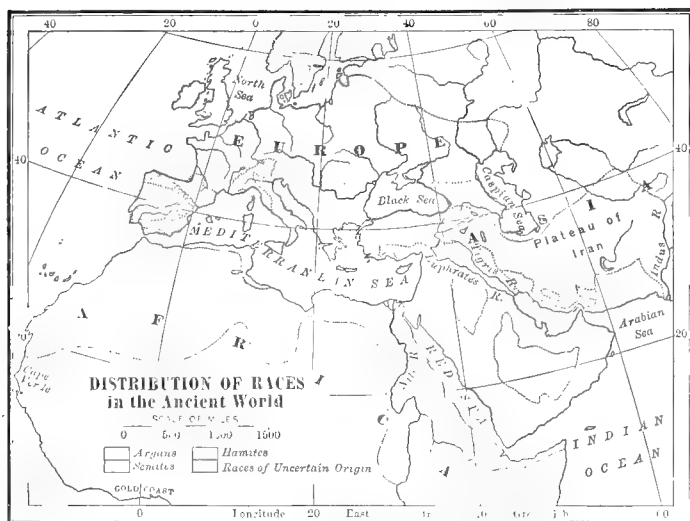 40 20 0 20 40 60 80
North
Sea
ATLANTIC
OCEAN
EUROPE
40
40
Black Sea
Caspian Sea
A I A
Plateau of
Iran
Indus R.
MEDITERRANEAN SEA
Tigris R.
Euphrates R.
Arabian
Sea
20
AFRICA
RED SEA
Cape
DISTRIBUTION OF RACES
in the Ancient World
SCALE OF MILES
0 500 1500
Aryans Hamites
Semites Races of Uncertain Origin
INDIAN
OCEAN
GOLD COAST
0 Longitude 20 East